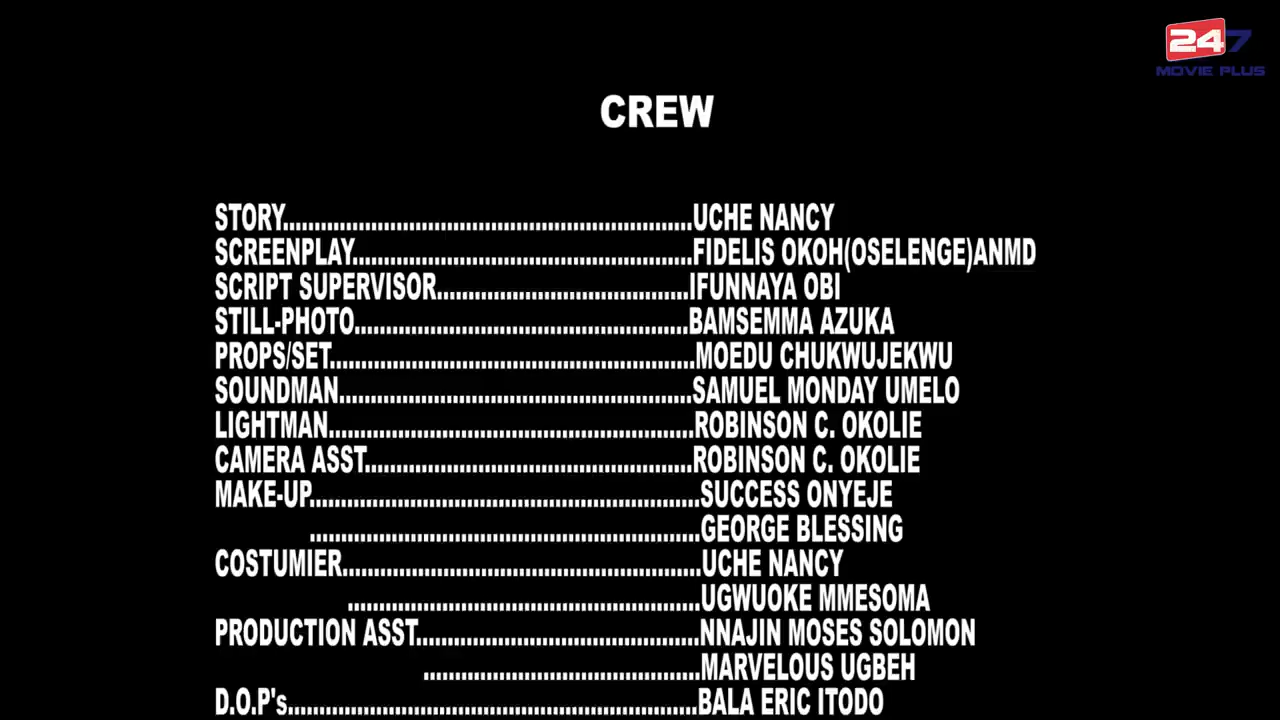 247
MOVIE PLUS
CREW
STORY.................................................................UCHE NANCY
SCREENPLAY......................................................FIDELIS OKOH(OSELENGE)ANMD
SCRIPT SUPERVISOR........................................IFUNNAYA OBI
STILL-PHOTO.....................................................BAMSEMMA AZUKA
PROPS/SET..........................................................MOEDU CHUKWUJEKWU
SOUNDMAN........................................................SAMUEL MONDAY UMELO
LIGHTMAN..........................................................ROBINSON C. OKOLIE
CAMERA ASST....................................................ROBINSON C. OKOLIE
MAKE-UP..............................................................SUCCESS ONYEJE
..............................................................GEORGE BLESSING
COSTUMIER.........................................................UCHE NANCY
........................................................UGWUOKE MMESOMA
PRODUCTION ASST.............................................NNAJIN MOSES SOLOMON
............................................MARVELOUS UGBEH
D.O.P's.................................................................BALA ERIC ITODO